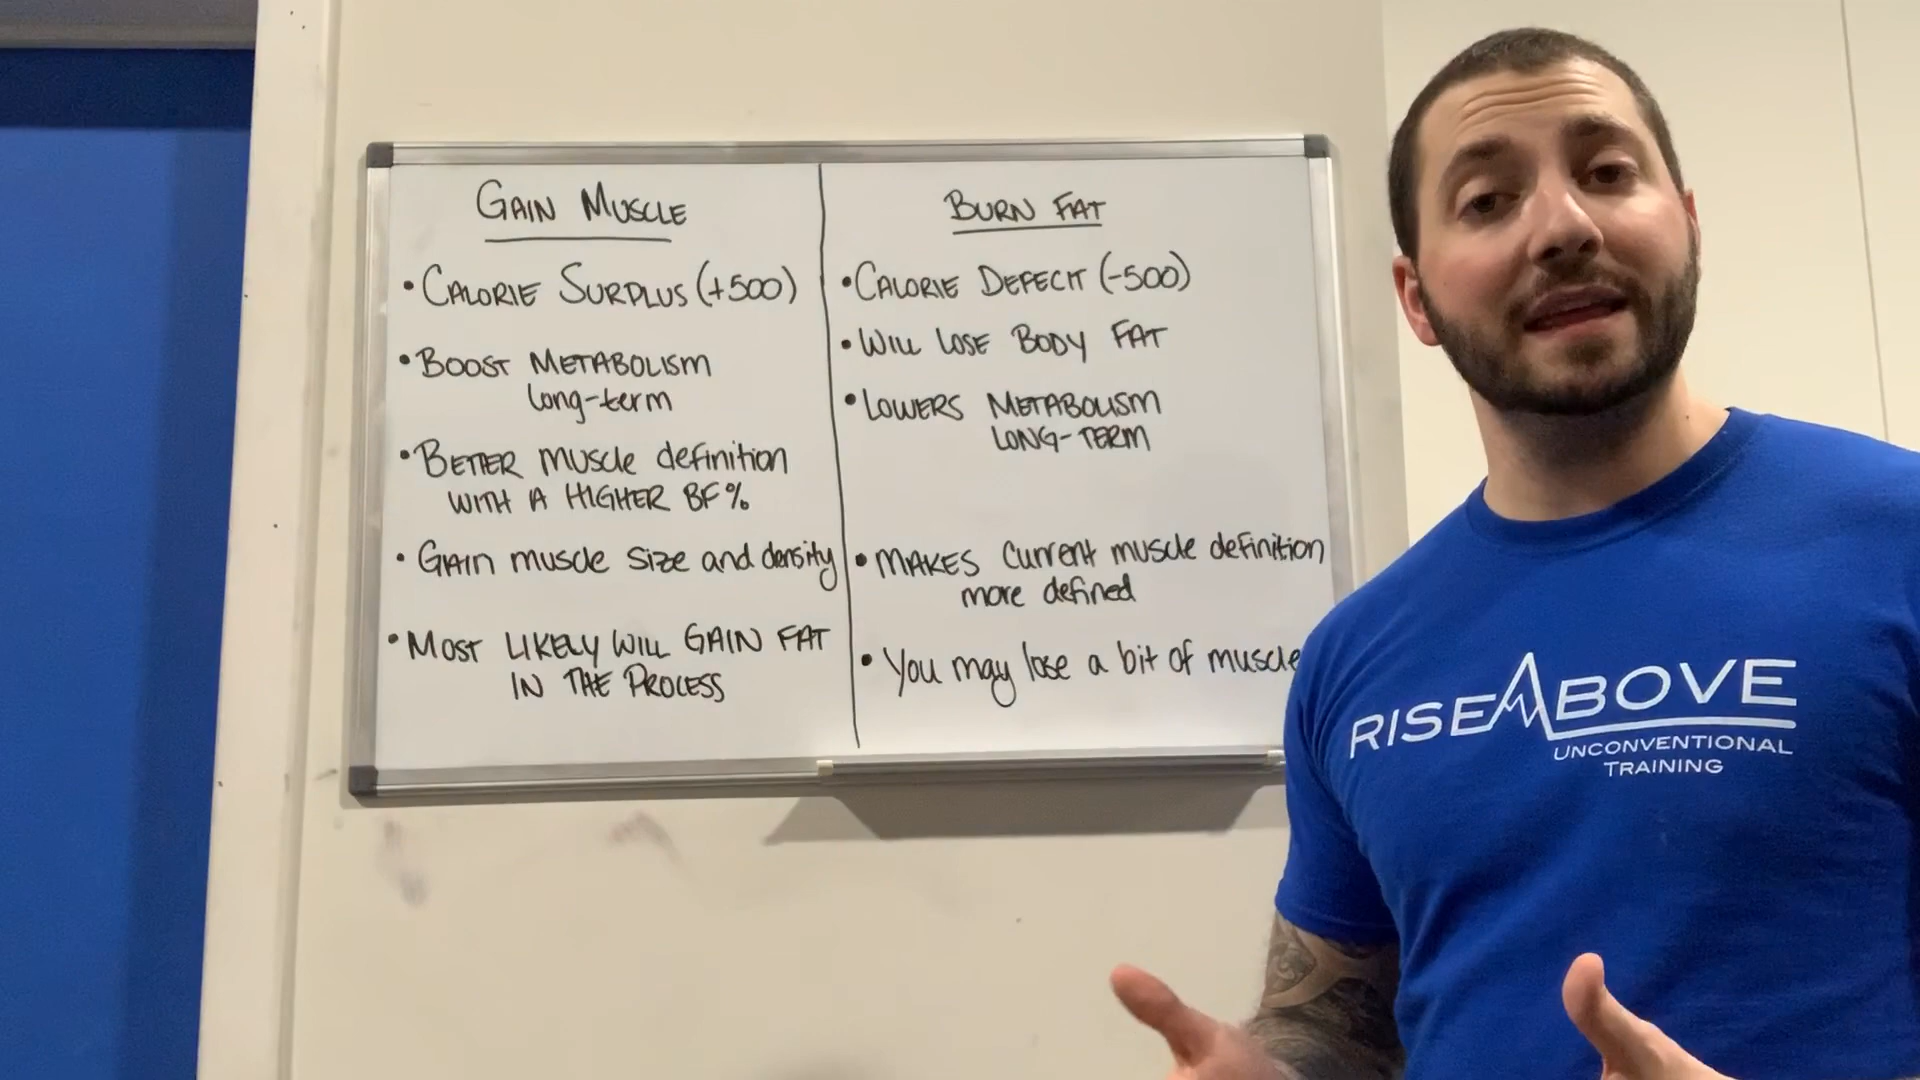 GAIN MUSCLE
• CALORIE SURPLUS (+500)
• BOOST METABOLISM
long-term
• BETTER muscle definition
WITH A HIGHER BF%
• GAIN muscle size and density
• MOST LIKELY WILL GAIN FAT
IN THE PROCESS
BURN FAT
• CALORIE DEFECIT (-500)
• WILL LOSE BODY FAT
• LOWERS METABOLISM
LONG-TERM
• MAKES current muscle definition
more defined
• You may lose a bit of muscle
RISEABOVE
UNCONVENTIONAL
TRAINING